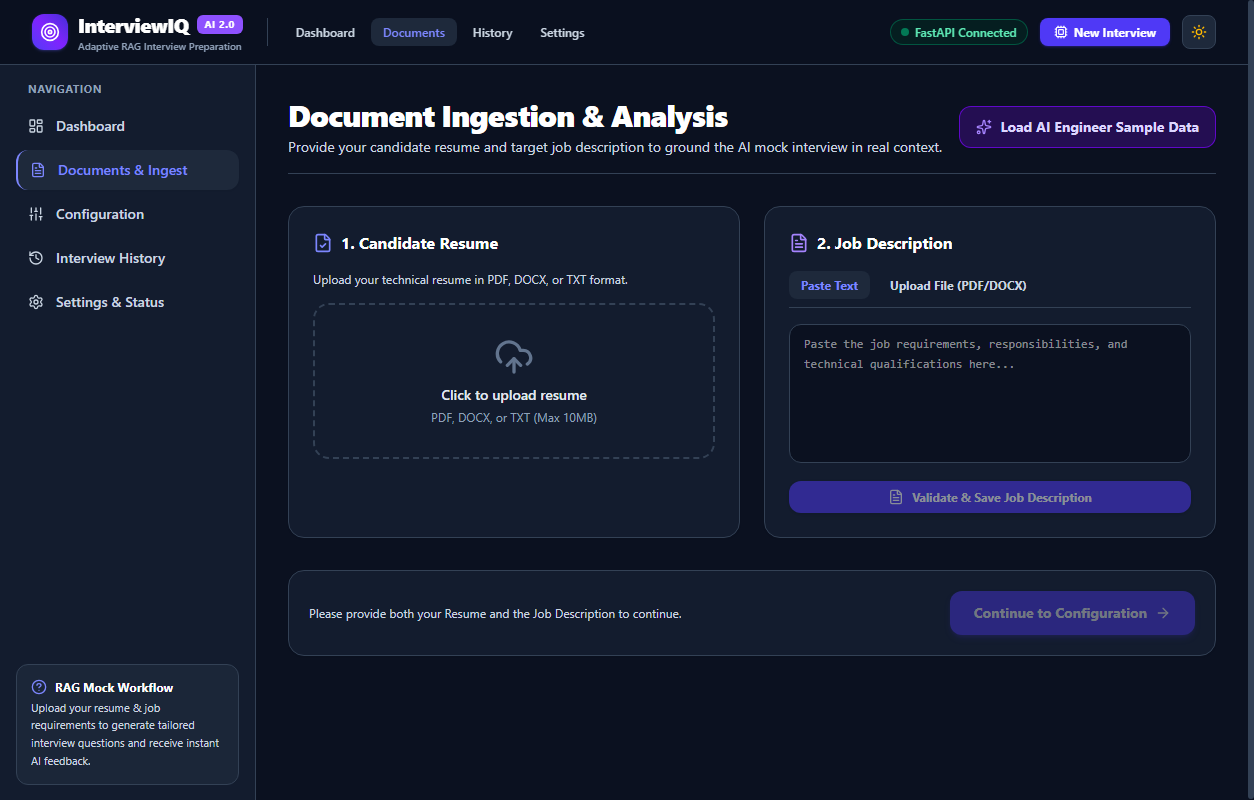 InterviewIQ AI 2.0
Adaptive RAG Interview Preparation
Dashboard Documents History Settings
FastAPI Connected
New Interview
NAVIGATION
Dashboard
Documents & Ingest
Configuration
Interview History
Settings & Status
RAG Mock Workflow
Upload your resume & job
requirements to generate tailored
interview questions and receive instant
AI feedback.
Document Ingestion & Analysis
Provide your candidate resume and target job description to ground the AI mock interview in real context.
Load AI Engineer Sample Data
1. Candidate Resume
Upload your technical resume in PDF, DOCX, or TXT format.
Click to upload resume
PDF, DOCX, or TXT (Max 10MB)
2. Job Description
Paste Text Upload File (PDF/DOCX)
Paste the job requirements, responsibilities, and
technical qualifications here...
Validate & Save Job Description
Please provide both your Resume and the Job Description to continue.
Continue to Configuration